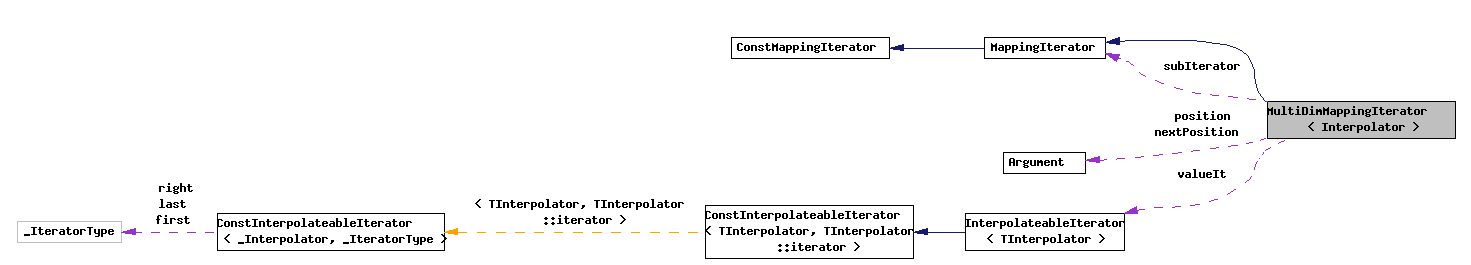 ConstMappingIterator
MappingIterator
subIterator
MultiDimMappingIterator
< Interpolator >
position
nextPosition
Argument
valueIt
right
last
first
_IteratorType
ConstInterpolateableIterator
< _Interpolator, _IteratorType >
< TInterpolator, TInterpolator
::iterator >
ConstInterpolateableIterator
< TInterpolator, TInterpolator
::iterator >
InterpolateableIterator
< TInterpolator >